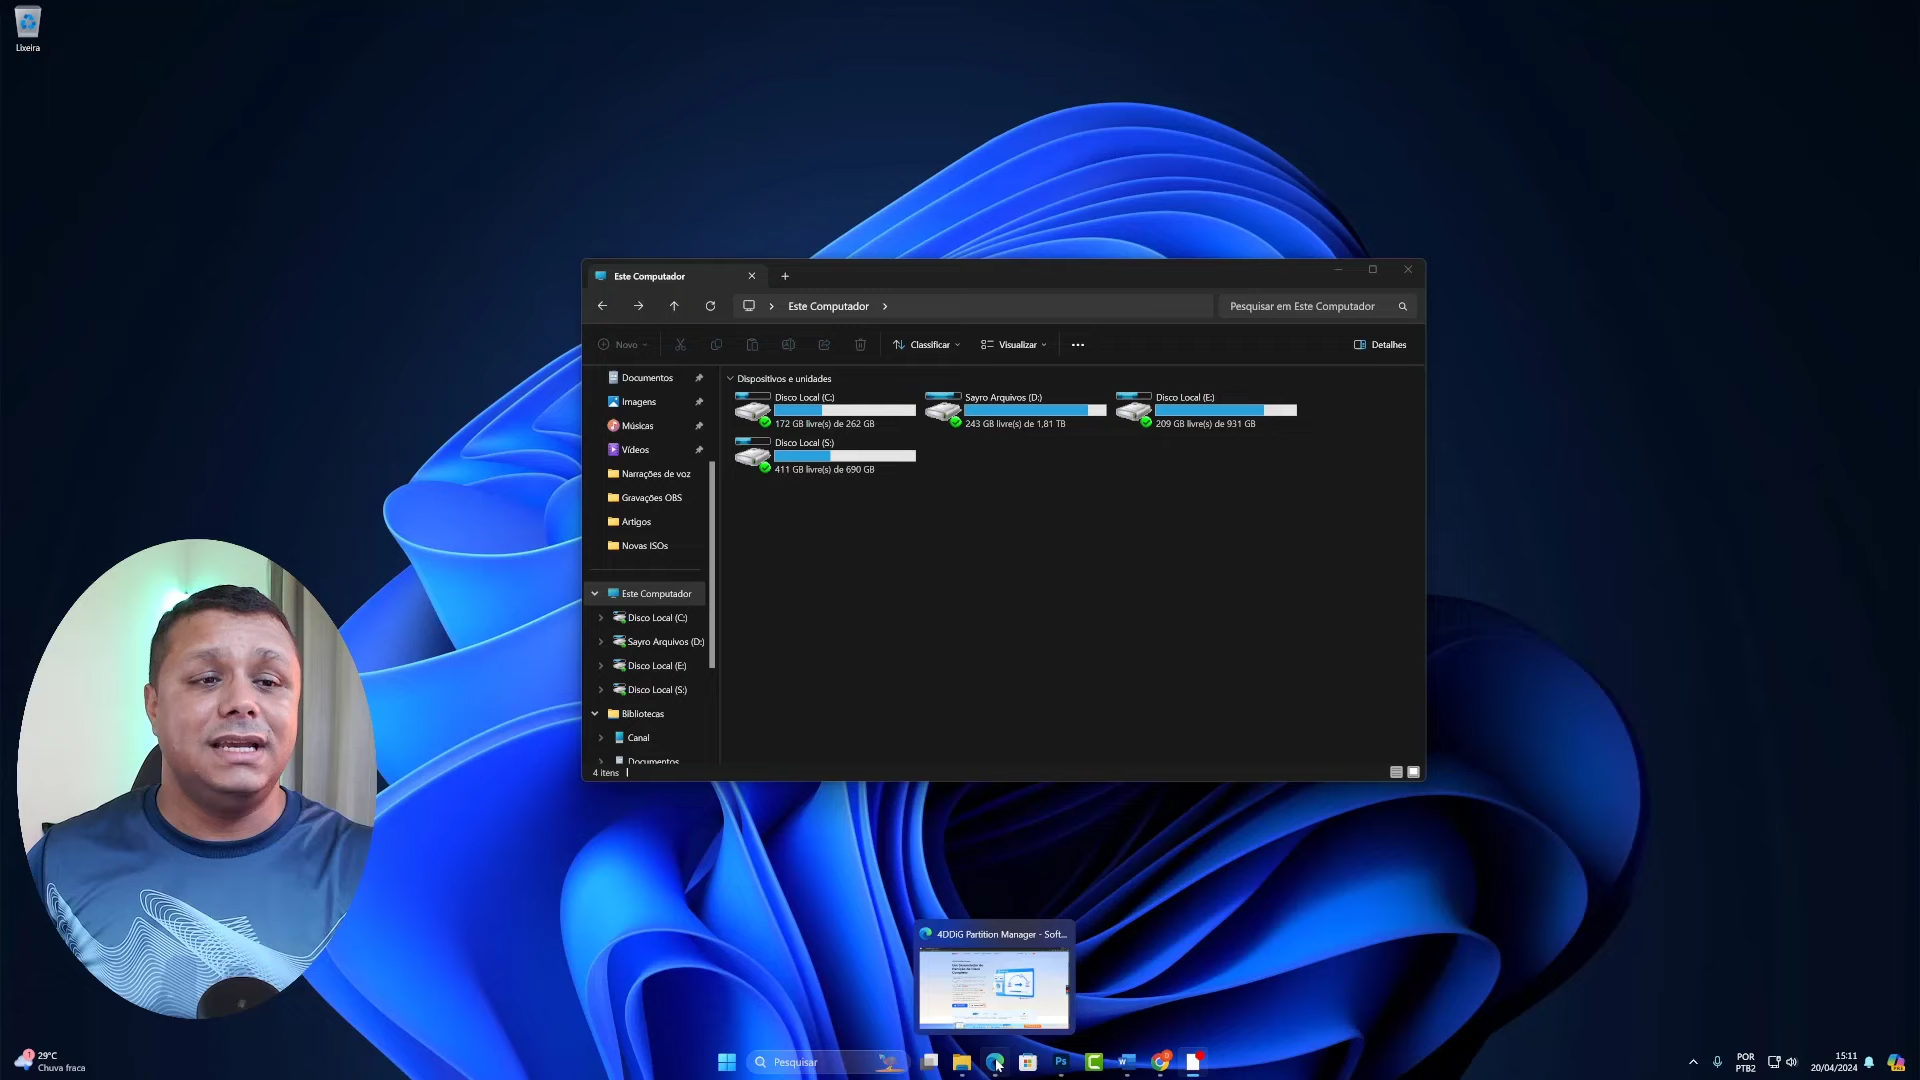 Lixeira
Este Computador
Este Computador
Pesquisar em Este Computador
Novo
Classificar
Visualizar
Detalhes
Documentos
Imagens
Músicas
Vídeos
Narrações de voz
Gravações OBS
Artigos
Novas ISOs
Este Computador
Disco Local (C:)
Sayro Arquivos (D:)
Disco Local (E:)
Disco Local (S:)
Bibliotecas
Canal
Documentos
4 itens
Dispositivos e unidades
Disco Local (C:)
172 GB livre(s) de 262 GB
Sayro Arquivos (D:)
243 GB livre(s) de 1,81 TB
Disco Local (E:)
209 GB livre(s) de 931 GB
Disco Local (S:)
411 GB livre(s) de 690 GB
4DDiG Partition Manager - Soft...
1
29°C
Chuva fraca
Pesquisar
Ps
W
POR
PTB2
15:11
20/04/2024